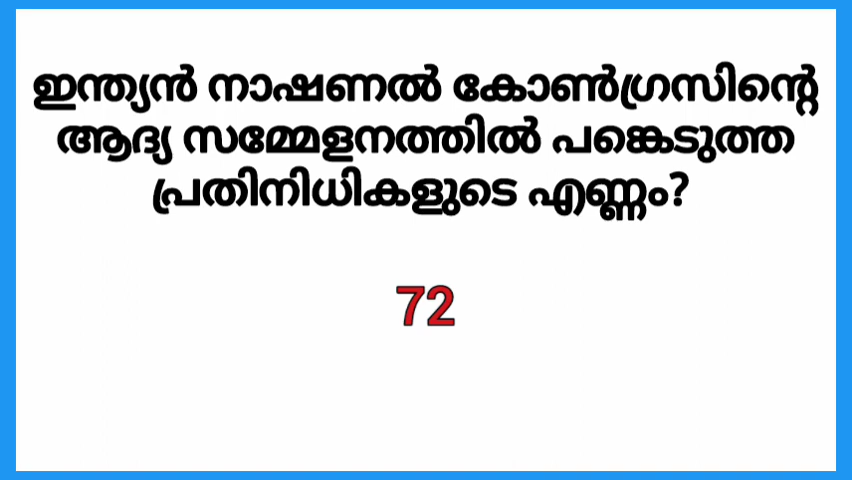 ഇന്ത്യൻ നാഷണൽ കോൺഗ്രസിന്റെ
ആദ്യ സമ്മേളനത്തിൽ പങ്കെടുത്ത
പ്രതിനിധികളുടെ എണ്ണം?
72